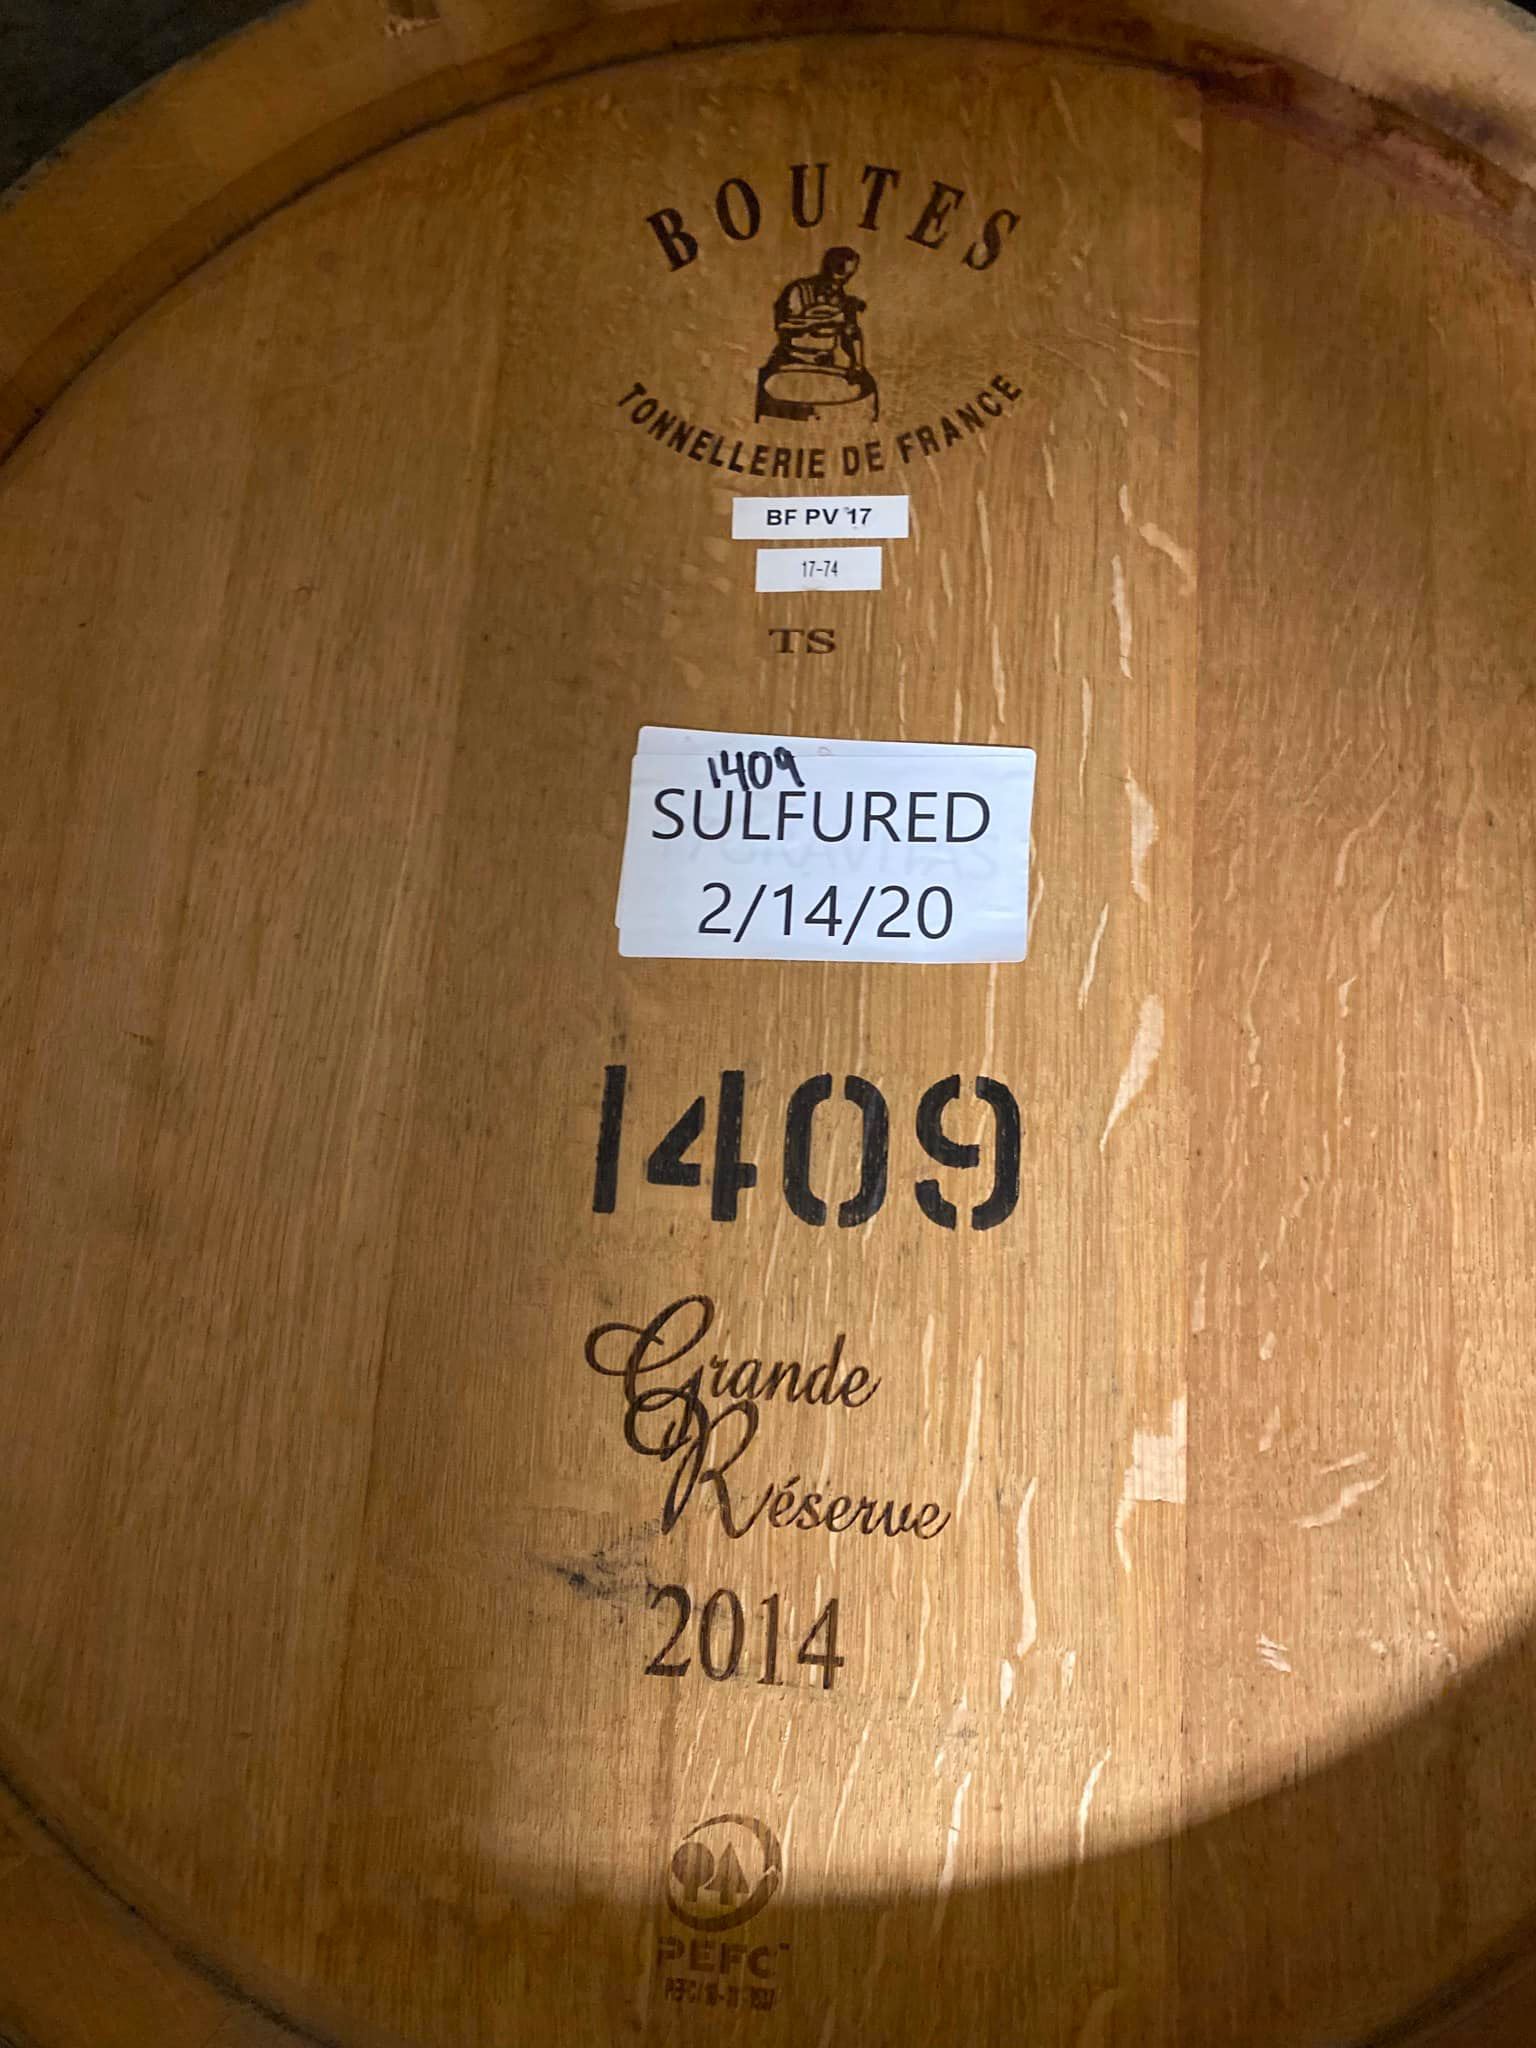 BOUTES
TONNELLERIE DE FRANCE
BF PV '17
17-74
TS
1409
SULFURED
2/14/20
1409
Grande
Réserve
2014
PEFC